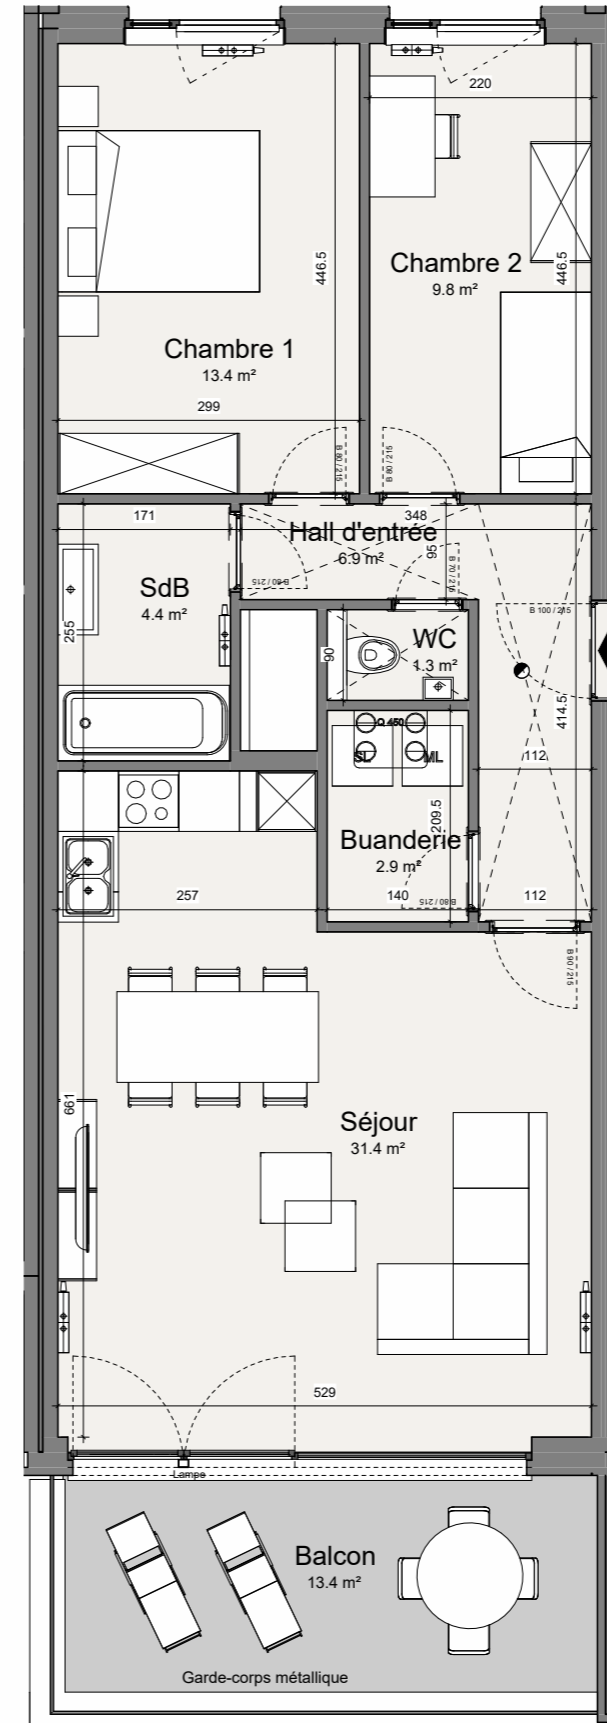 220
446.5
446.5
Chambre 2
9.8 m²
Chambre 1
13.4 m²
299
B 80 / 215
B 80 / 215
171
348
Hall d'entrée
6.9 m²
95
B 70 / 215
B 80 / 215
SdB
4.4 m²
255
B 100 / 215
WC
1.3 m²
90
414.5
Q 450
SL
ML
112
209.5
Buanderie
2.9 m²
257
140
B 80 / 215
112
B 90 / 215
661
Séjour
31.4 m²
529
Lampe
Balcon
13.4 m²
Garde-corps métallique